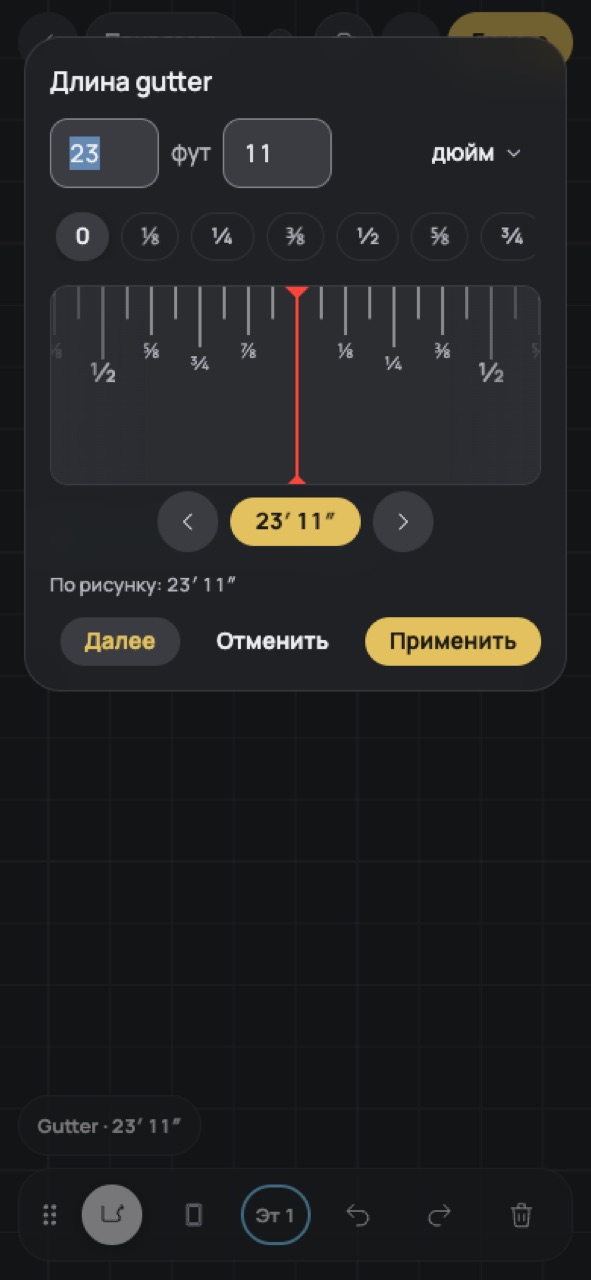 Длина gutter
23 фут 11 дюйм
0 ⅛ ¼ ⅜ ½ ⅝ ¾
½ ⅝ ¾ ⅞ ⅛ ¼ ⅜ ½
23′ 11″
По рисунку: 23′ 11″
Далее Отменить Применить
Gutter · 23′ 11″
Эт 1